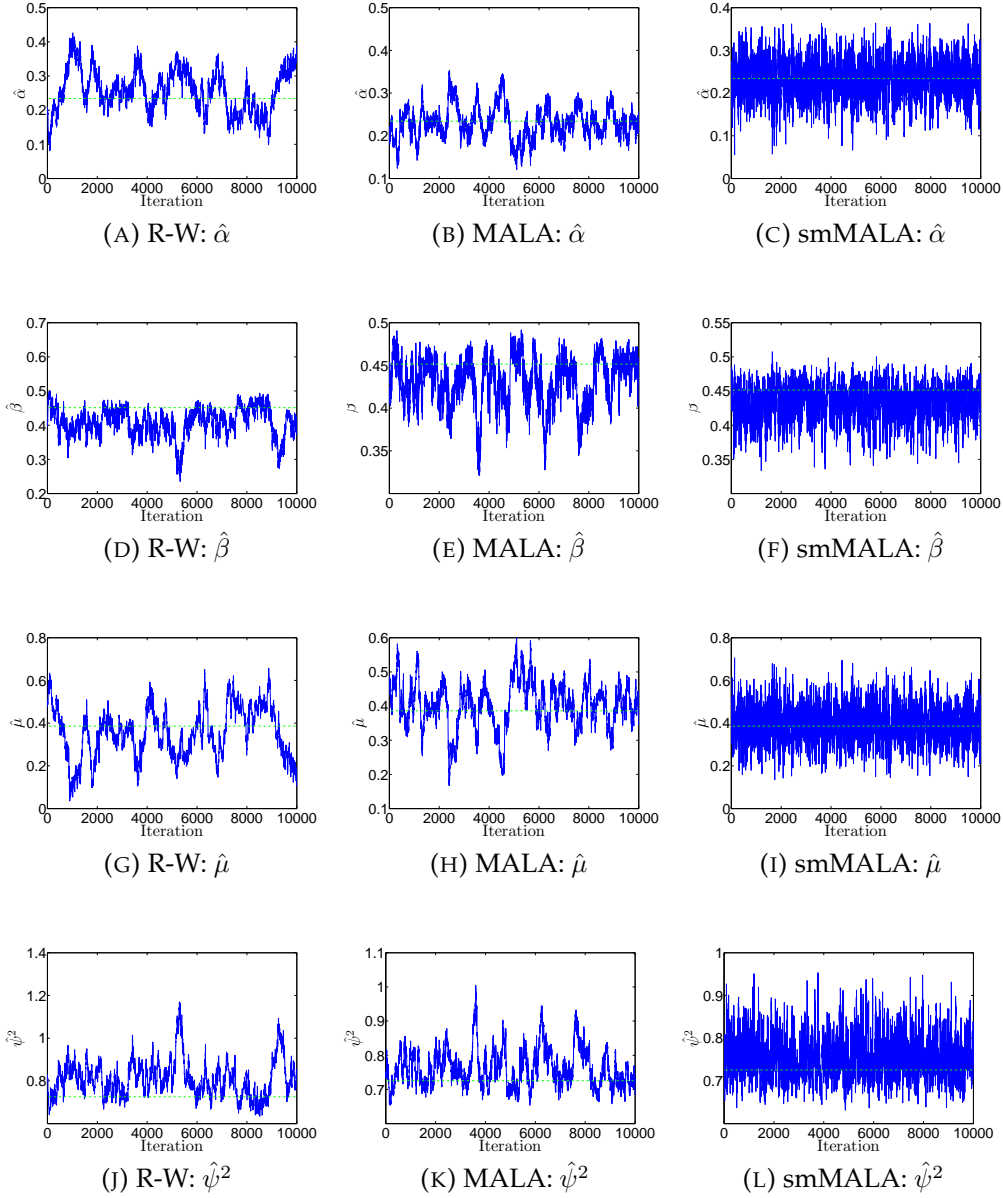 0.5 0.4 0.3 0.2 0.1 0
α̂
0 2000 4000 6000 8000 10000
Iteration
(A) R-W: α̂
0.5 0.4 0.3 0.2 0.1
α̂
0 2000 4000 6000 8000 10000
Iteration
(B) MALA: α̂
0.4 0.3 0.2 0.1 0
α̂
0 2000 4000 6000 8000 10000
Iteration
(C) smMALA: α̂
0.7 0.6 0.5 0.4 0.3 0.2
β̂
0 2000 4000 6000 8000 10000
Iteration
(D) R-W: β̂
0.5 0.45 0.4 0.35
0 2000 4000 6000 8000 10000
Iteration
(E) MALA: β̂
0.55 0.5 0.45 0.4 0.35
0 2000 4000 6000 8000 10000
Iteration
(F) smMALA: β̂
0.8 0.6 0.4 0.2 0
μ̂
0 2000 4000 6000 8000 10000
Iteration
(G) R-W: μ̂
0.6 0.5 0.4 0.3 0.2 0.1
μ̂
0 2000 4000 6000 8000 10000
Iteration
(H) MALA: μ̂
0.8 0.6 0.4 0.2 0
μ̂
0 2000 4000 6000 8000 10000
Iteration
(I) smMALA: μ̂
1.4 1.2 1 0.8
ψ̂²
0 2000 4000 6000 8000 10000
Iteration
(J) R-W: ψ̂²
1.1 1 0.9 0.8 0.7
ψ̂²
0 2000 4000 6000 8000 10000
Iteration
(K) MALA: ψ̂²
1 0.9 0.8 0.7
ψ̂²
0 2000 4000 6000 8000 10000
Iteration
(L) smMALA: ψ̂²